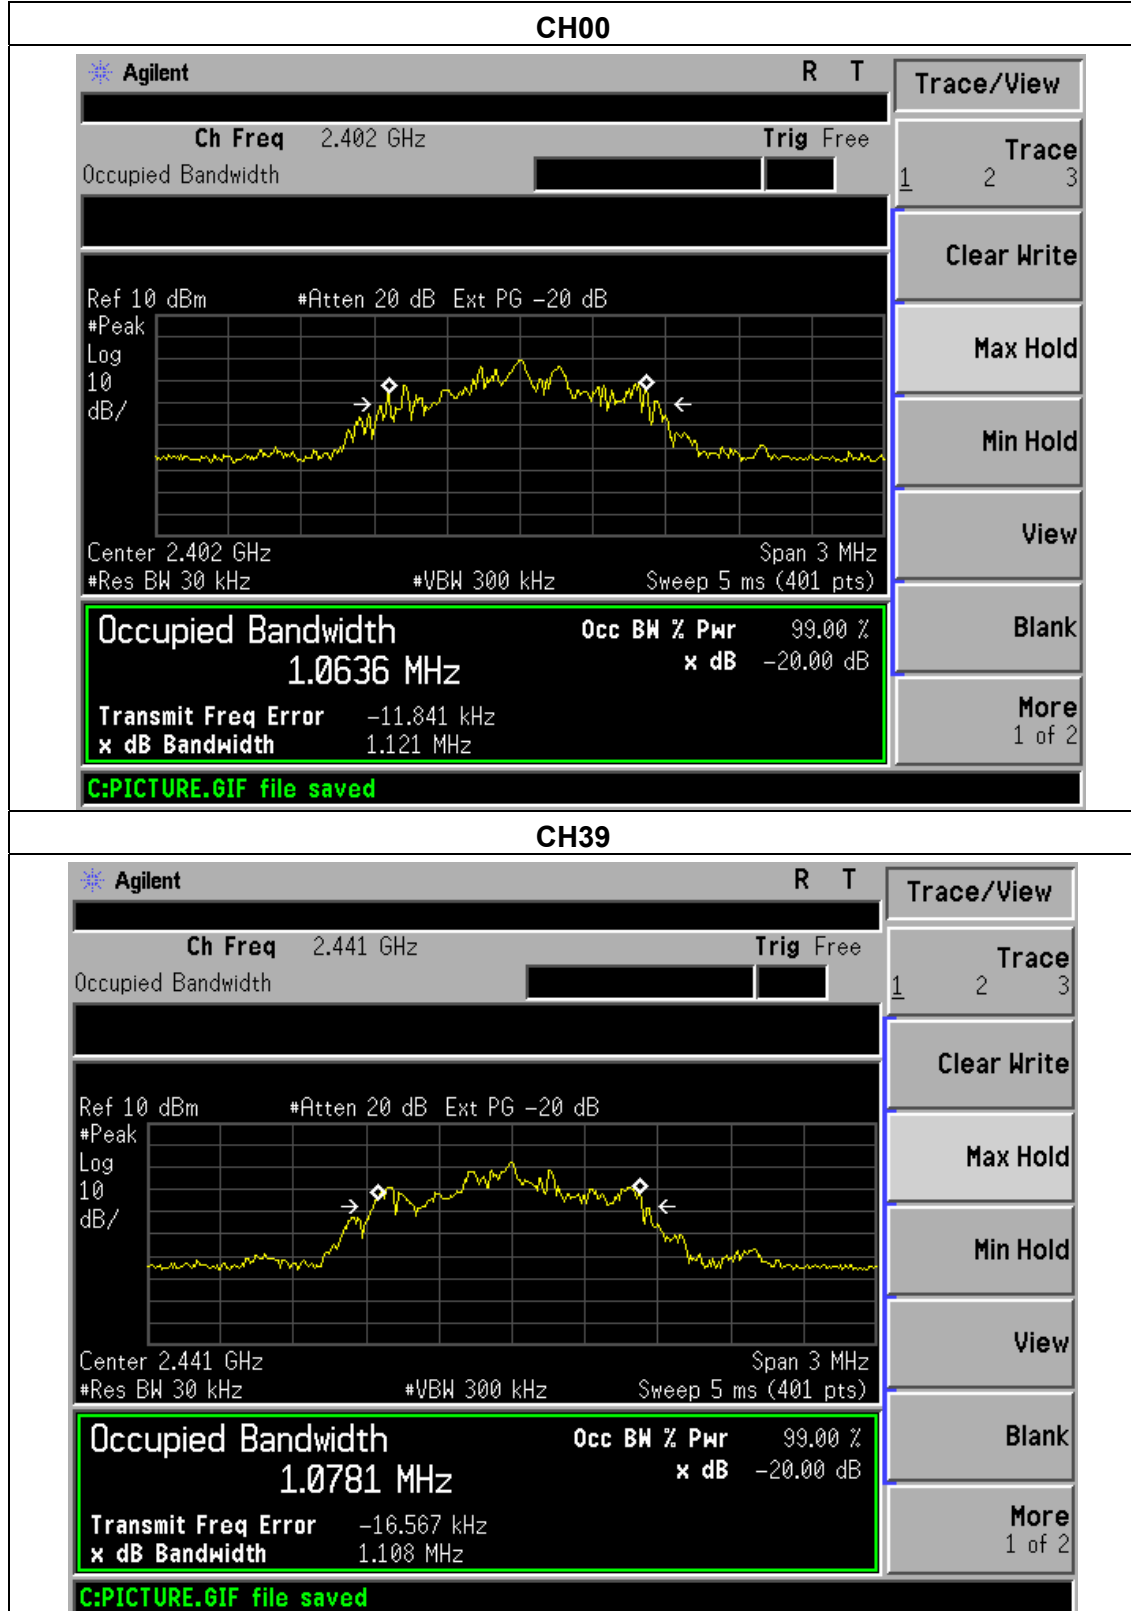 CH00
Agilent R T
Trace/View
Ch Freq 2.402 GHz Trig Free
Occupied Bandwidth
Trace
1 2 3
Clear Write
Max Hold
Min Hold
View
Blank
More
1 of 2
Ref 10 dBm #Atten 20 dB Ext PG -20 dB
#Peak
Log
10
dB/
Center 2.402 GHz Span 3 MHz
#Res BW 30 kHz #VBW 300 kHz Sweep 5 ms (401 pts)
Occupied Bandwidth Occ BW % Pwr 99.00 %
1.0636 MHz x dB -20.00 dB
Transmit Freq Error -11.841 kHz
x dB Bandwidth 1.121 MHz
C:PICTURE.GIF file saved
CH39
Agilent R T
Trace/View
Ch Freq 2.441 GHz Trig Free
Occupied Bandwidth
Trace
1 2 3
Clear Write
Max Hold
Min Hold
View
Blank
More
1 of 2
Ref 10 dBm #Atten 20 dB Ext PG -20 dB
#Peak
Log
10
dB/
Center 2.441 GHz Span 3 MHz
#Res BW 30 kHz #VBW 300 kHz Sweep 5 ms (401 pts)
Occupied Bandwidth Occ BW % Pwr 99.00 %
1.0781 MHz x dB -20.00 dB
Transmit Freq Error -16.567 kHz
x dB Bandwidth 1.108 MHz
C:PICTURE.GIF file saved